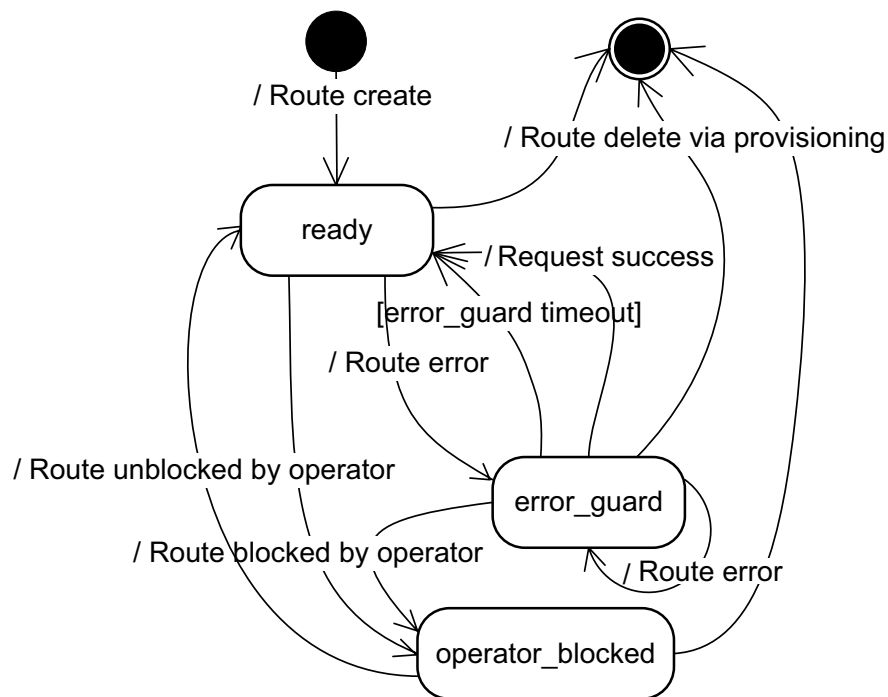 / Route create
/ Route delete via provisioning
ready
/ Request success
[error_guard timeout]
/ Route error
/ Route unblocked by operator
error_guard
/ Route blocked by operator
/ Route error
operator_blocked